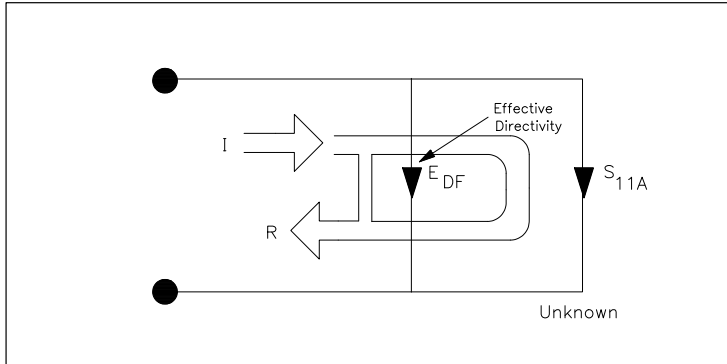 Effective
Directivity
I
E DF
S 11A
R
Unknown